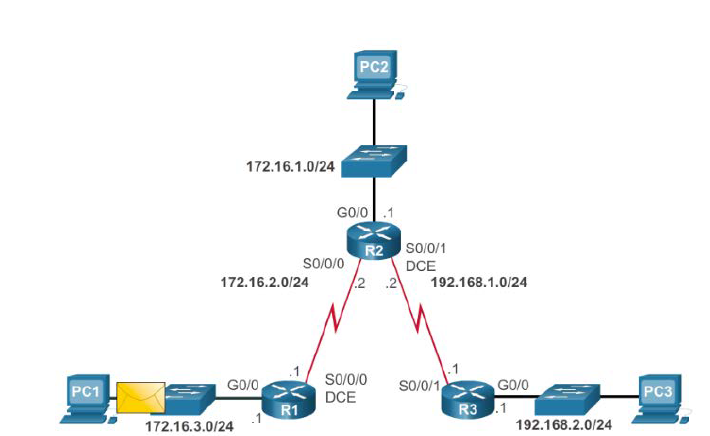 PC2
172.16.1.0/24
G0/0 .1
R2
S0/0/1
DCE
S0/0/0
172.16.2.0/24
.2
.2
192.168.1.0/24
.1
S0/0/0
DCE
.1
S0/0/1
PC1
G0/0
.1
R1
172.16.3.0/24
R3
G0/0
.1
192.168.2.0/24
PC3